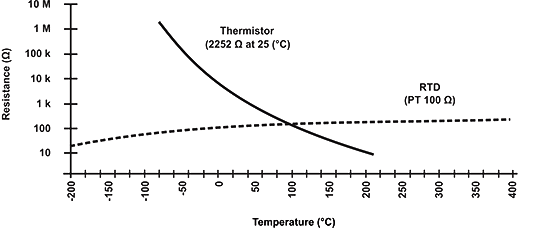 10 M
1 M
100 k
10 k
1 k
100
10
Resistance (Ω)
Thermistor
(2252 Ω at 25 (°C)
RTD
(PT 100 Ω)
-200
-150
-100
-50
0
50
100
200
250
300
350
400
Temperature (°C)